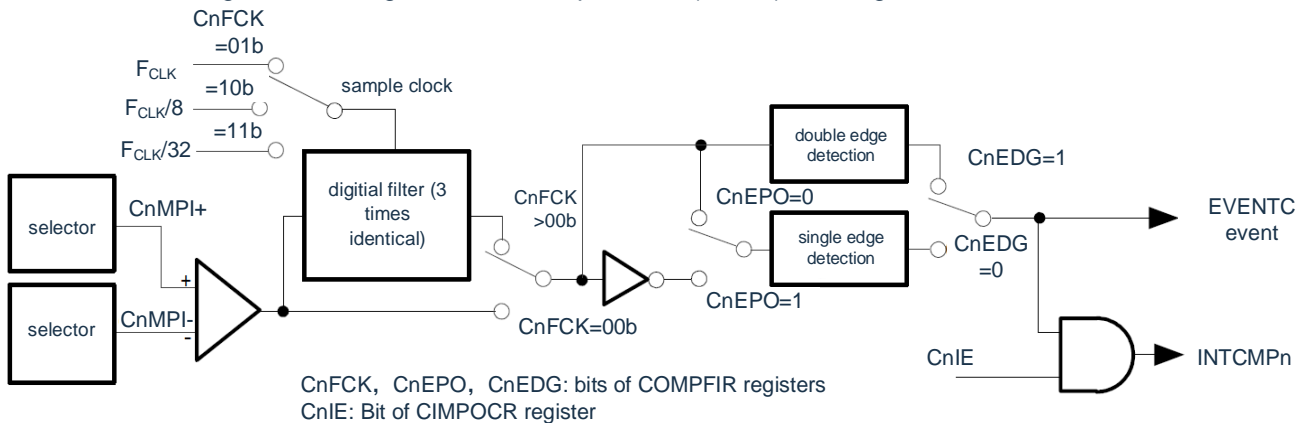 CnFCK
=01b
FCLK
sample clock
=10b
FCLK/8
=11b
FCLK/32
double edge
detection
CnEDG=1
digitial filter (3
times
identical)
CnFCK
>00b
CnEPO=0
CnMPI+
selector
EVENTC
event
single edge
detection
CnEDG
=0
+
CnEPO=1
selector
CnMPI-
-
CnFCK=00b
CnIE
INTCMPn
CnFCK, CnEPO, CnEDG: bits of COMPFIR registers
CnIE: Bit of CIMPOCR register